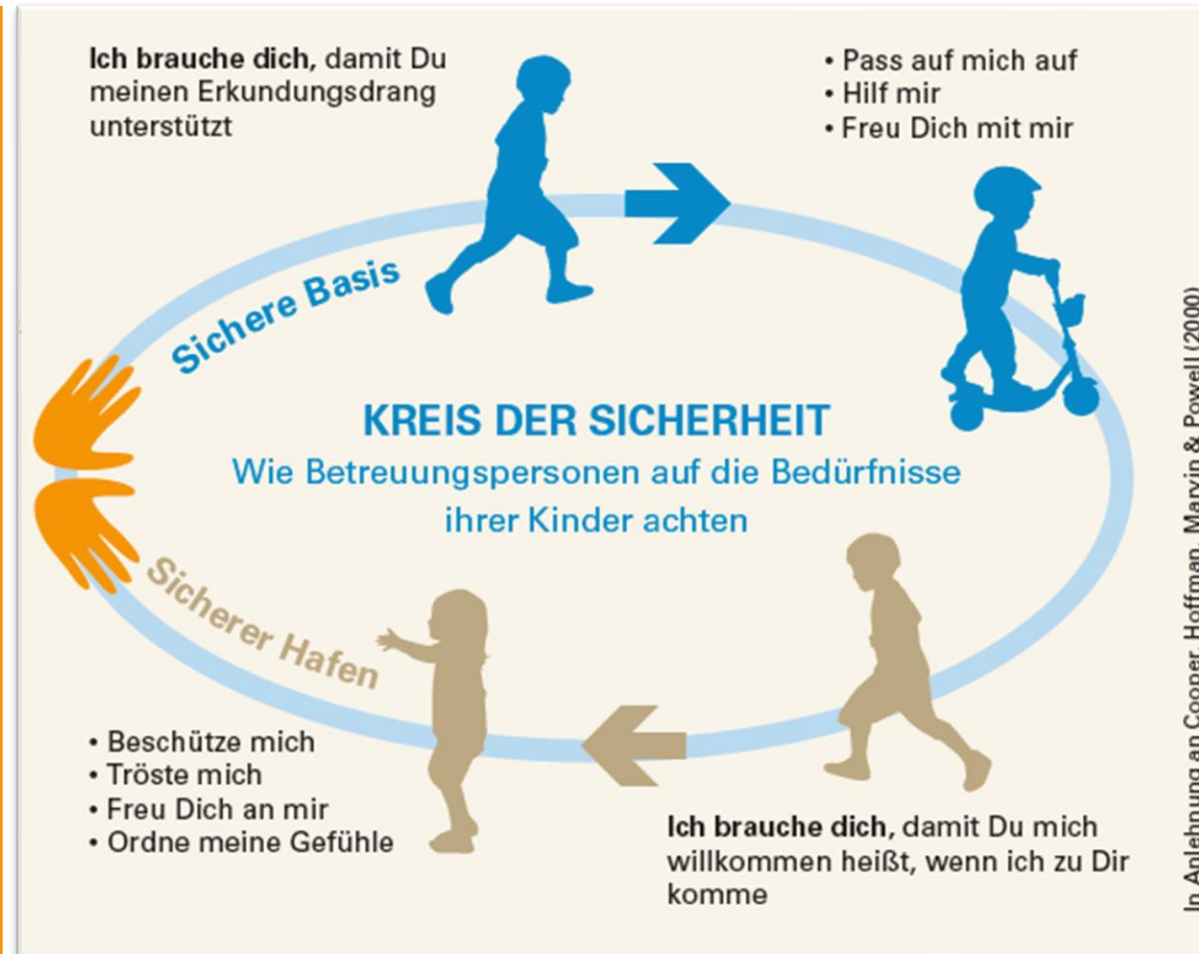 Ich brauche dich, damit Du
meinen Erkundungsdrang
unterstützt
• Pass auf mich auf
• Hilf mir
• Freu Dich mit mir
Sichere Basis
KREIS DER SICHERHEIT
Wie Betreuungspersonen auf die Bedürfnisse
ihrer Kinder achten
Sicherer Hafen
• Beschütze mich
• Tröste mich
• Freu Dich an mir
• Ordne meine Gefühle
Ich brauche dich, damit Du mich
willkommen heißt, wenn ich zu Dir
komme
In Anlehnung an Cooper, Hoffman, Marvin & Powell (2000)